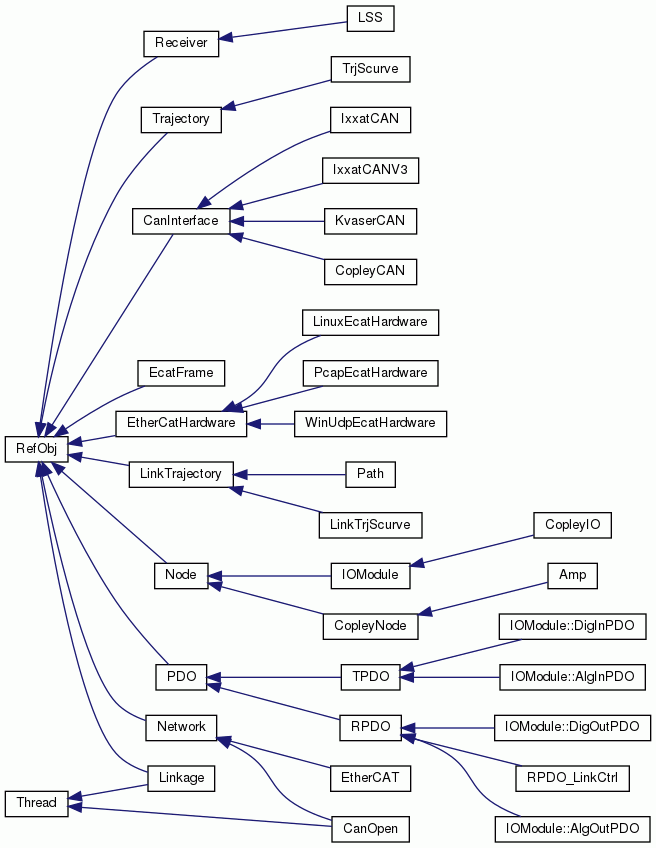 LSS
Receiver
TrjScurve
Trajectory
IxxatCAN
IxxatCANV3
CanInterface
KvaserCAN
CopleyCAN
LinuxEcatHardware
EcatFrame
PcapEcatHardware
EtherCatHardware
WinUdpEcatHardware
RefObj
LinkTrajectory
Path
LinkTrjScurve
CopleyIO
Node
IOModule
Amp
CopleyNode
IOModule::DigInPDO
PDO
TPDO
IOModule::AlgInPDO
Network
RPDO
IOModule::DigOutPDO
Linkage
EtherCAT
RPDO_LinkCtrl
Thread
CanOpen
IOModule::AlgOutPDO